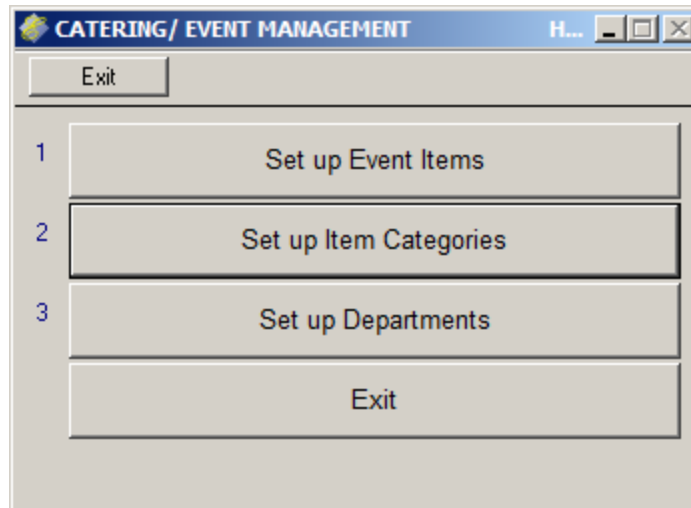 CATERING/ EVENT MANAGEMENT H...
Exit
1 Set up Event Items
2 Set up Item Categories
3 Set up Departments
Exit